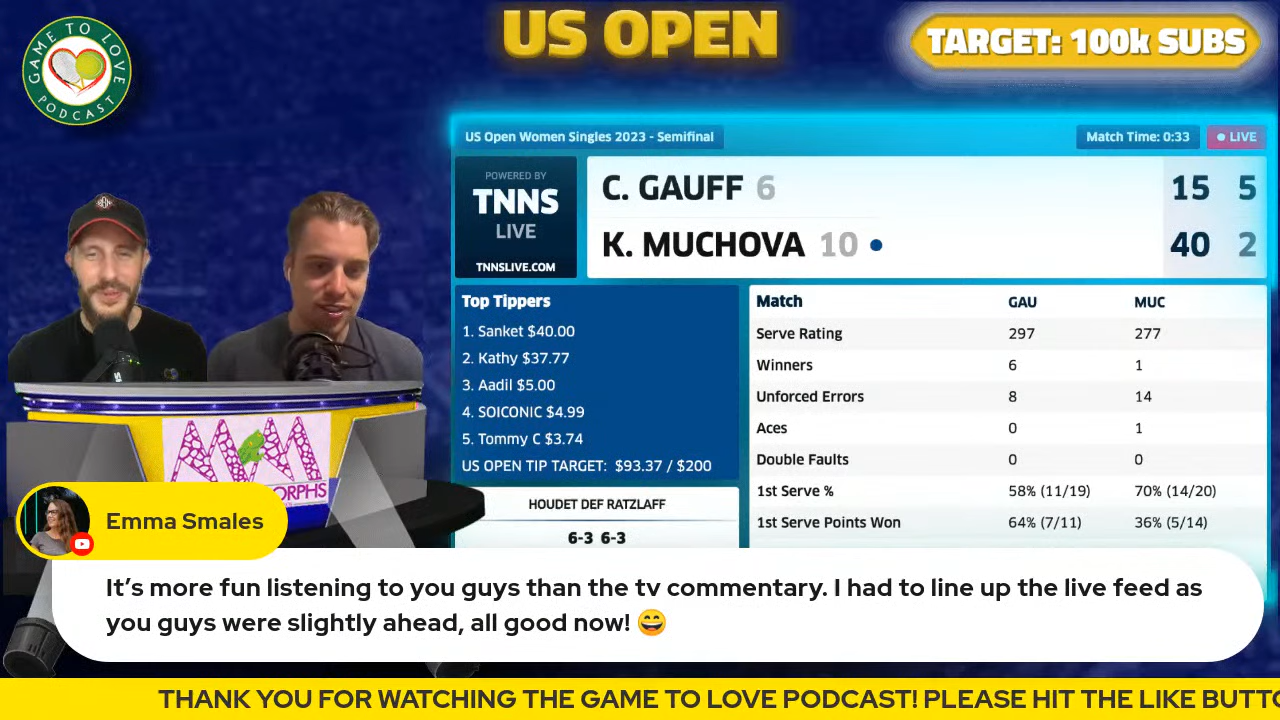 GAME TO LOVE
PODCAST
US OPEN
TARGET: 100k SUBS
US Open Women Singles 2023 - Semifinal
Match Time: 0:33
LIVE
POWERED BY
TNNS
LIVE
TNNSLIVE.COM
C. GAUFF 6 15 5
K. MUCHOVA 10 40 2
Top Tippers
1. Sanket $40.00
2. Kathy $37.77
3. Aadil $5.00
4. SOICONIC $4.99
5. Tommy C $3.74
US OPEN TIP TARGET: $93.37 / $200
HOUDET DEF RATZLAFF
6-3 6-3
Match GAU MUC
Serve Rating 297 277
Winners 6 1
Unforced Errors 8 14
Aces 0 1
Double Faults 0 0
1st Serve % 58% (11/19) 70% (14/20)
1st Serve Points Won 64% (7/11) 36% (5/14)
ORPHS
Emma Smales
It's more fun listening to you guys than the tv commentary. I had to line up the live feed as
you guys were slightly ahead, all good now! 😄
THANK YOU FOR WATCHING THE GAME TO LOVE PODCAST! PLEASE HIT THE LIKE BUTTO